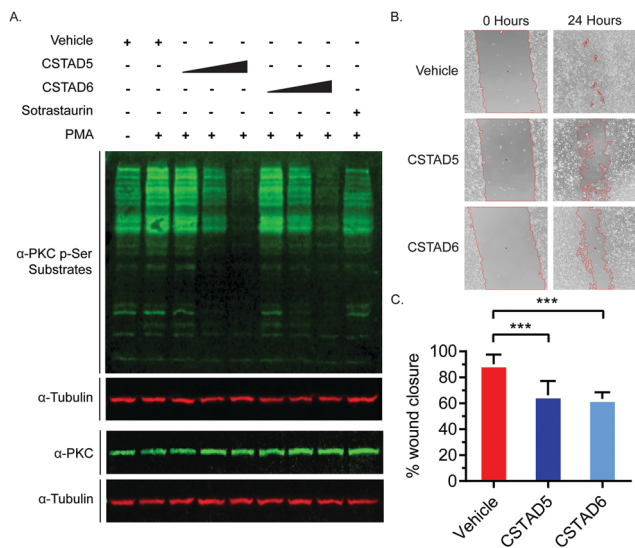 A.
Vehicle + + - - - - - - -
CSTAD5 - - - - - -
CSTAD6 - - - - - -
Sotrastaurin - - - - - - - - +
PMA - + + + + + + + +
α-PKC p-Ser
Substrates
α-Tubulin
α-PKC
α-Tubulin
B.
0 Hours 24 Hours
Vehicle
CSTAD5
CSTAD6
C.
***
***
% wound closure
100
80
60
40
20
0
Vehicle
CSTAD5
CSTAD6